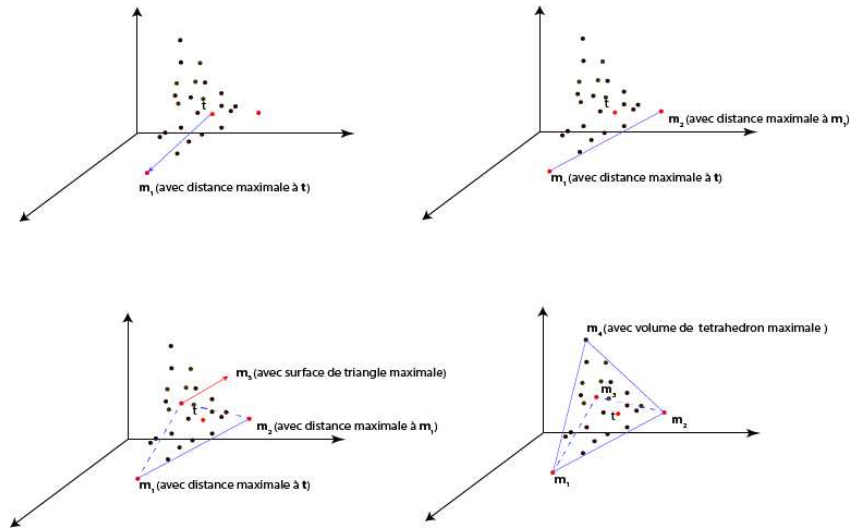 t
m₁ (avec distance maximale à t)
t
m₂ (avec distance maximale à m₁)
m₁ (avec distance maximale à t)
m₃ (avec surface de triangle maximale)
t
m₂ (avec distance maximale à m₁)
m₁ (avec distance maximale à t)
m₄ (avec volume de tetrahedron maximale )
m₃
t
m₂
m₁